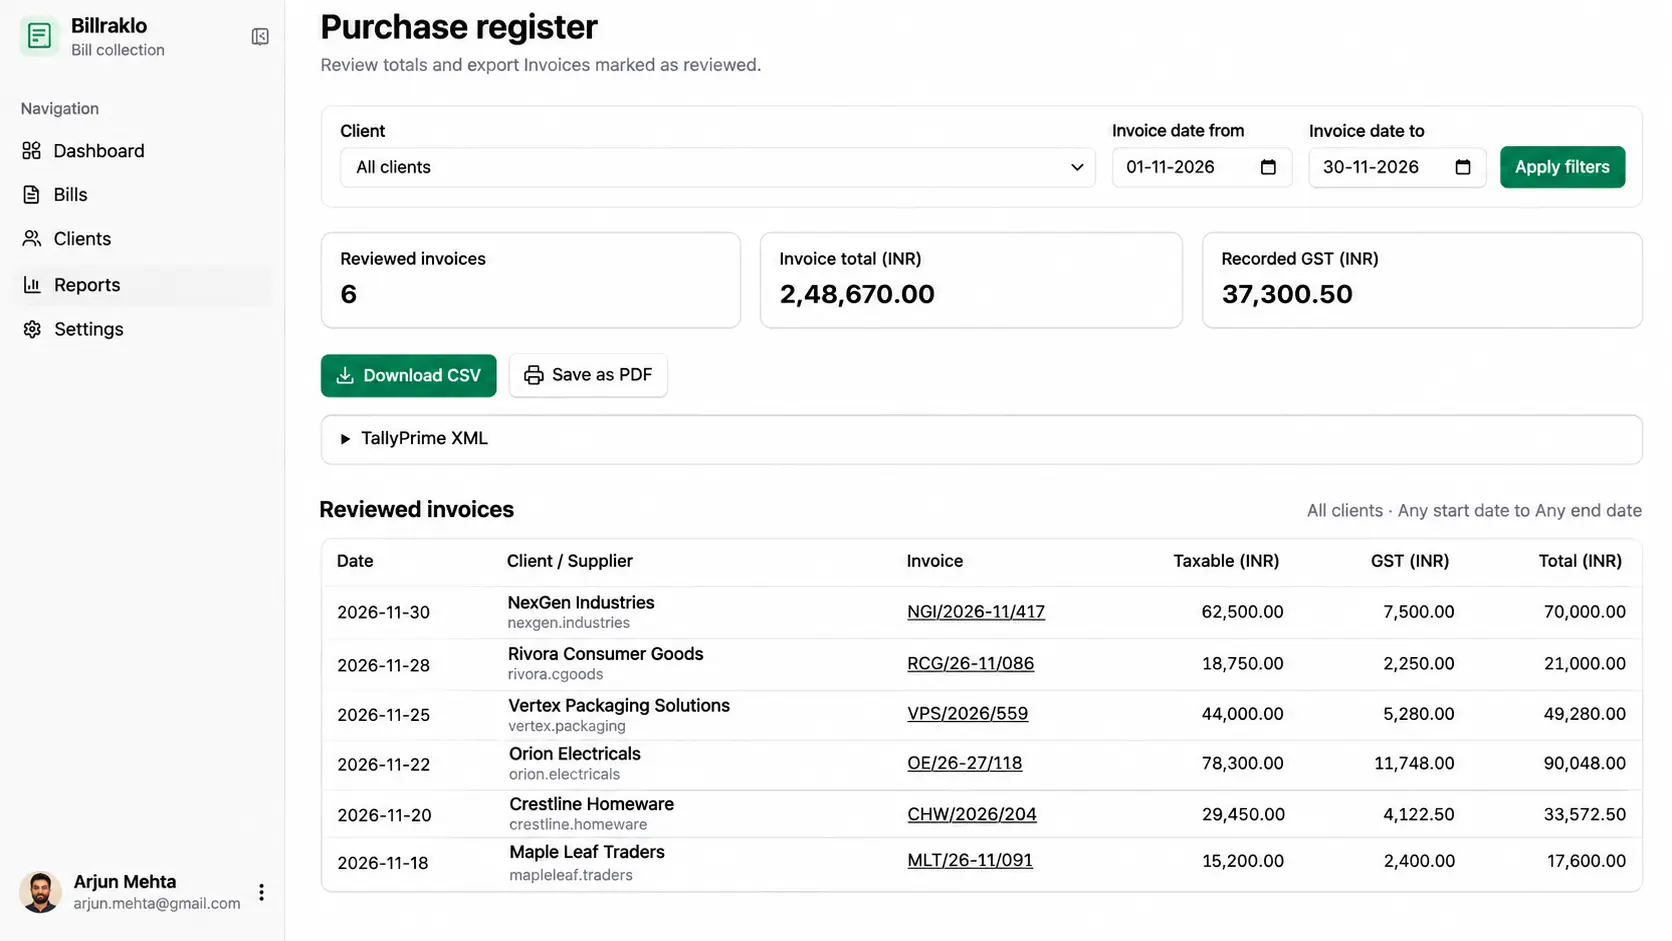 Billraklo
Bill collection
Navigation
Dashboard
Bills
Clients
Reports
Settings
Arjun Mehta
arjun.mehta@gmail.com
Purchase register
Review totals and export Invoices marked as reviewed.
Client
All clients
Invoice date from
01-11-2026
Invoice date to
30-11-2026
Apply filters
Reviewed invoices
6
Invoice total (INR)
2,48,670.00
Recorded GST (INR)
37,300.50
Download CSV
Save as PDF
TallyPrime XML
Reviewed invoices
All clients · Any start date to Any end date
Date Client / Supplier Invoice Taxable (INR) GST (INR) Total (INR)
2026-11-30 NexGen Industries NGI/2026-11/417 62,500.00 7,500.00 70,000.00
nexgen.industries
2026-11-28 Rivora Consumer Goods RCG/26-11/086 18,750.00 2,250.00 21,000.00
rivora.cgoods
2026-11-25 Vertex Packaging Solutions VPS/2026/559 44,000.00 5,280.00 49,280.00
vertex.packaging
2026-11-22 Orion Electricals OE/26-27/118 78,300.00 11,748.00 90,048.00
orion.electricals
2026-11-20 Crestline Homeware CHW/2026/204 29,450.00 4,122.50 33,572.50
crestline.homeware
2026-11-18 Maple Leaf Traders MLT/26-11/091 15,200.00 2,400.00 17,600.00
mapleleaf.traders